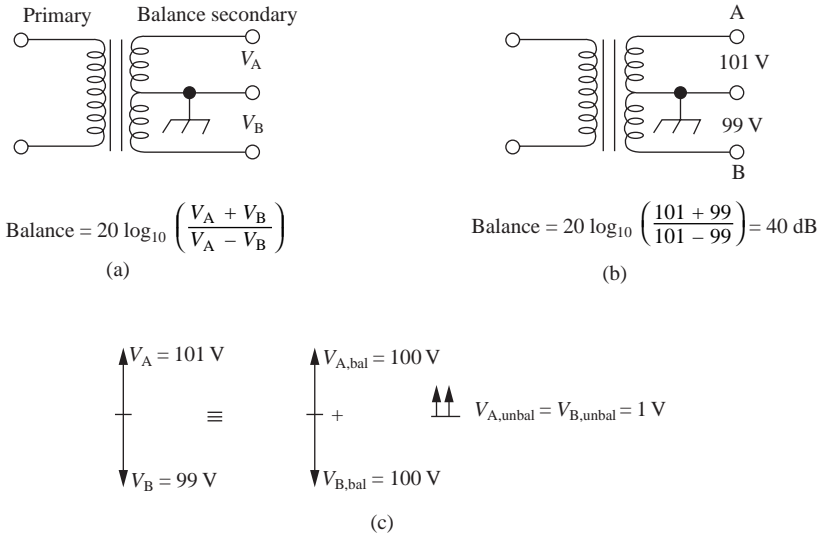 Primary Balance secondary
V_A
V_B
Balance = 20 log₁₀ ( (V_A + V_B) / (V_A − V_B) )
(a)
A
101 V
99 V
B
Balance = 20 log₁₀ ( (101 + 99) / (101 − 99) ) = 40 dB
(b)
V_A = 101 V ≡ V_A,bal = 100 V + V_A,unbal = V_B,unbal = 1 V
V_B = 99 V V_B,bal = 100 V
(c)